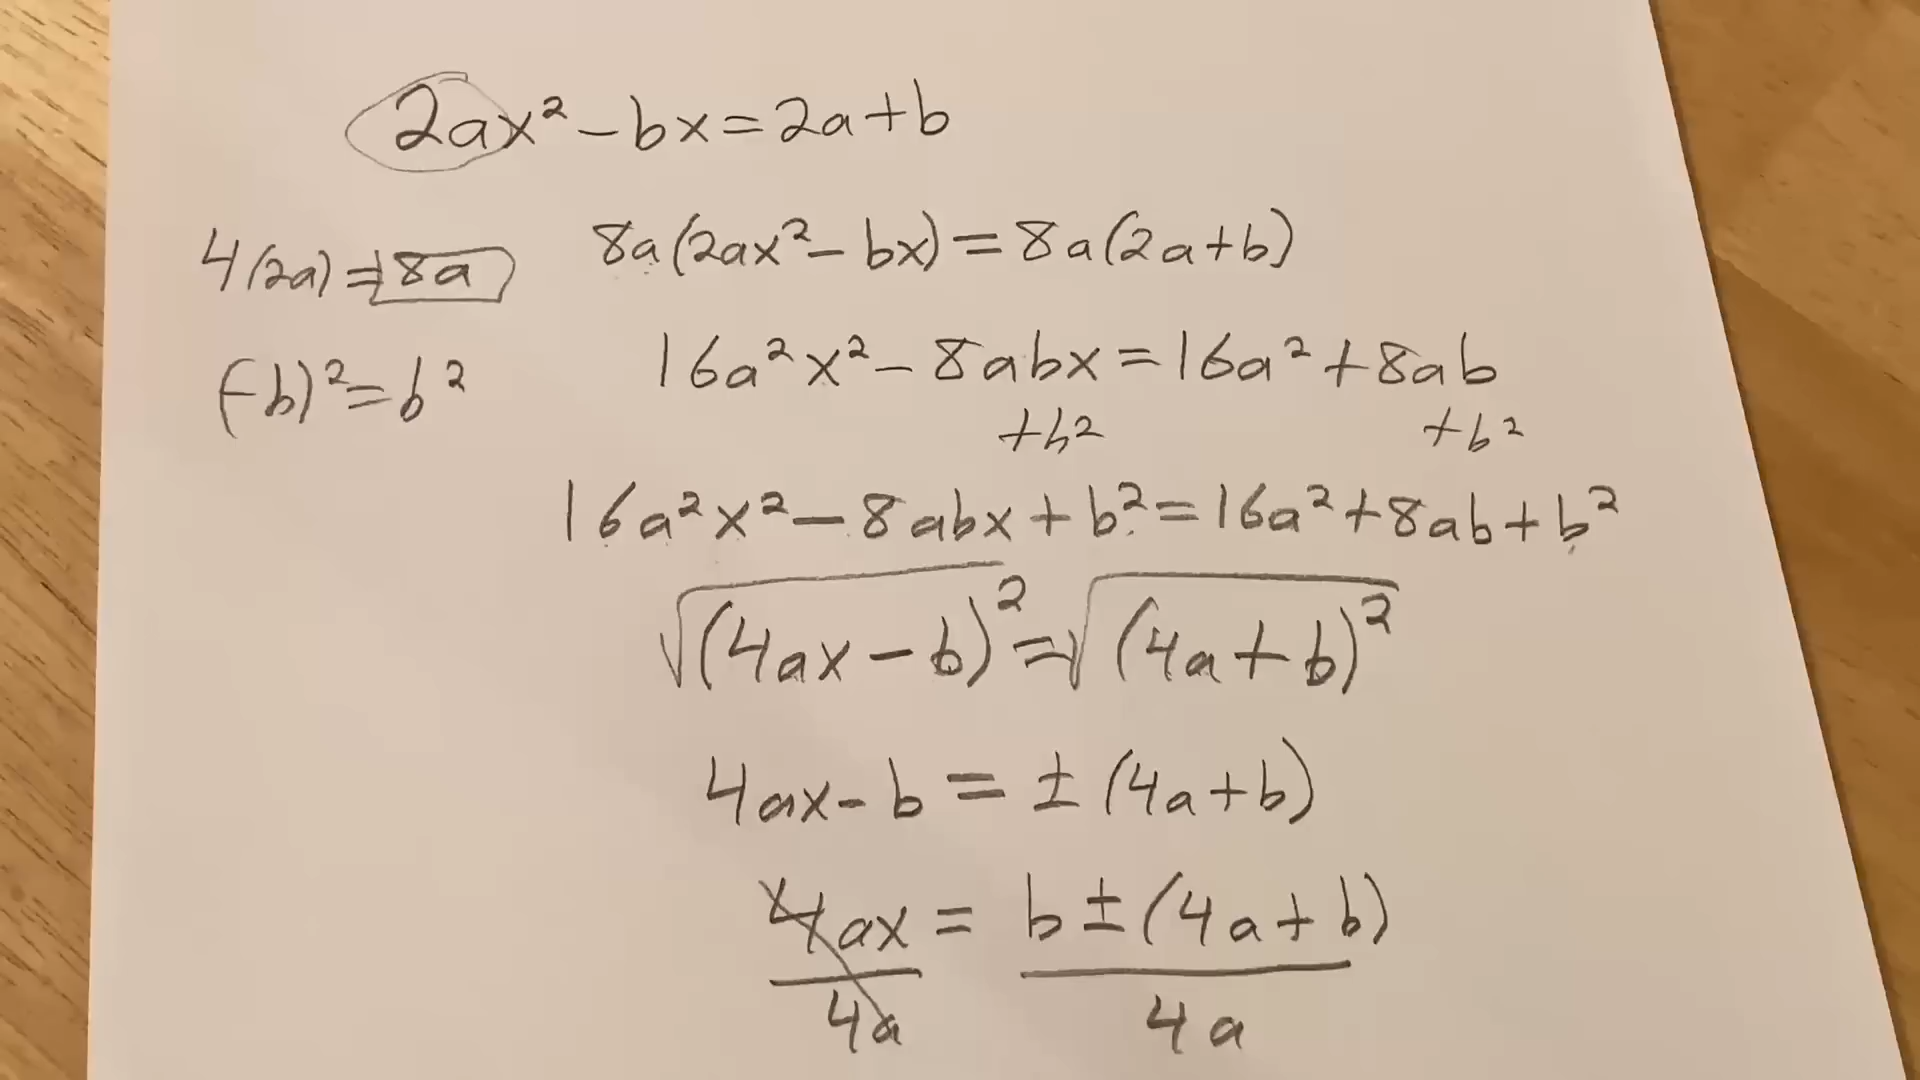 2ax² - bx = 2a + b
4(2a) = 8a
8a(2ax² - bx) = 8a(2a + b)
(-b)² = b²
16a²x² - 8abx = 16a² + 8ab
+b² +b²
16a²x² - 8abx + b² = 16a² + 8ab + b²
√(4ax - b)² = √(4a + b)²
4ax - b = ± (4a + b)
4ax = b ± (4a + b)
4a 4a